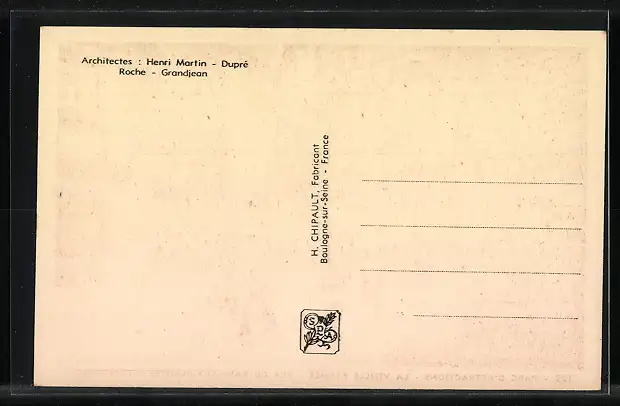 Architectes : Henri Martin - Dupré
Roche - Grandjean
H. CHIPAULT, Fabricant
Boulogne-sur-Seine - France